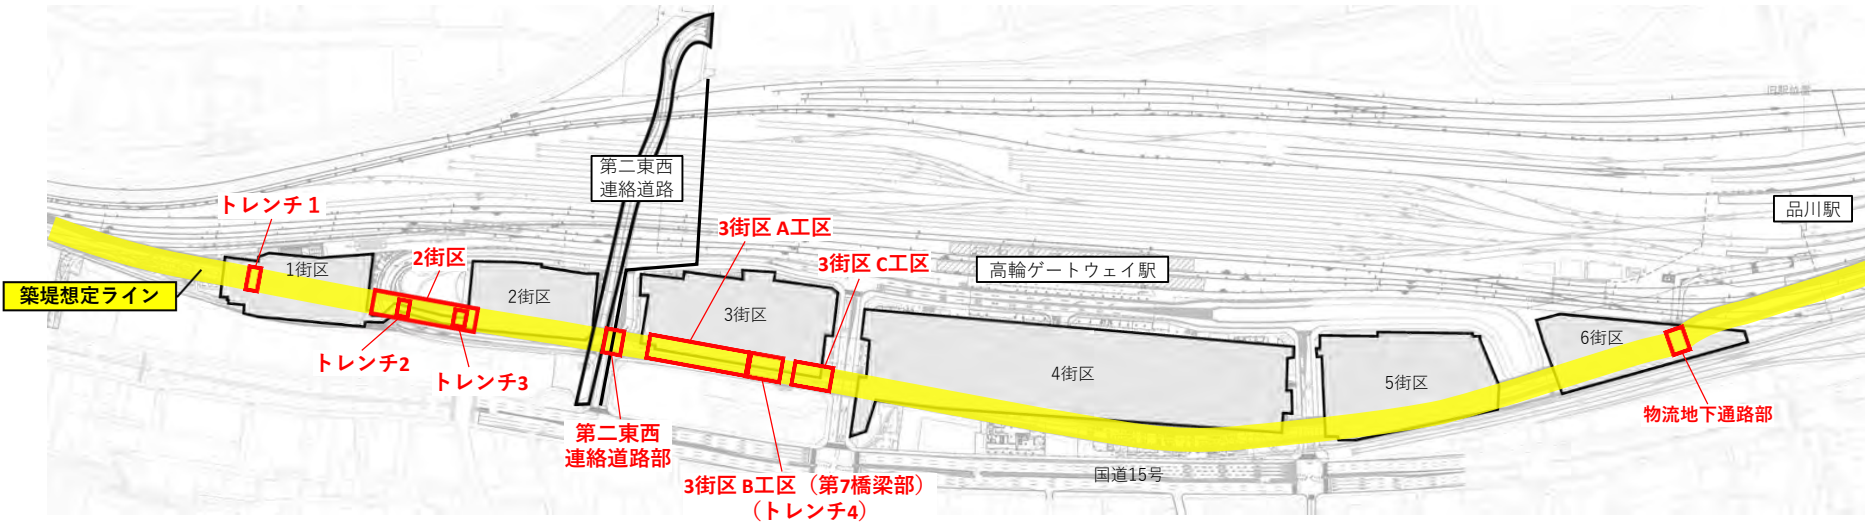 第二東西
連絡道路
品川駅
トレンチ 1
3街区 A工区
2街区
3街区 C工区
1街区
高輪ゲートウェイ駅
築堤想定ライン
2街区
3街区
6街区
トレンチ2
トレンチ3
4街区
5街区
物流地下通路部
第二東西
連絡道路部
国道15号
3街区 B工区（第7橋梁部）
（トレンチ4）